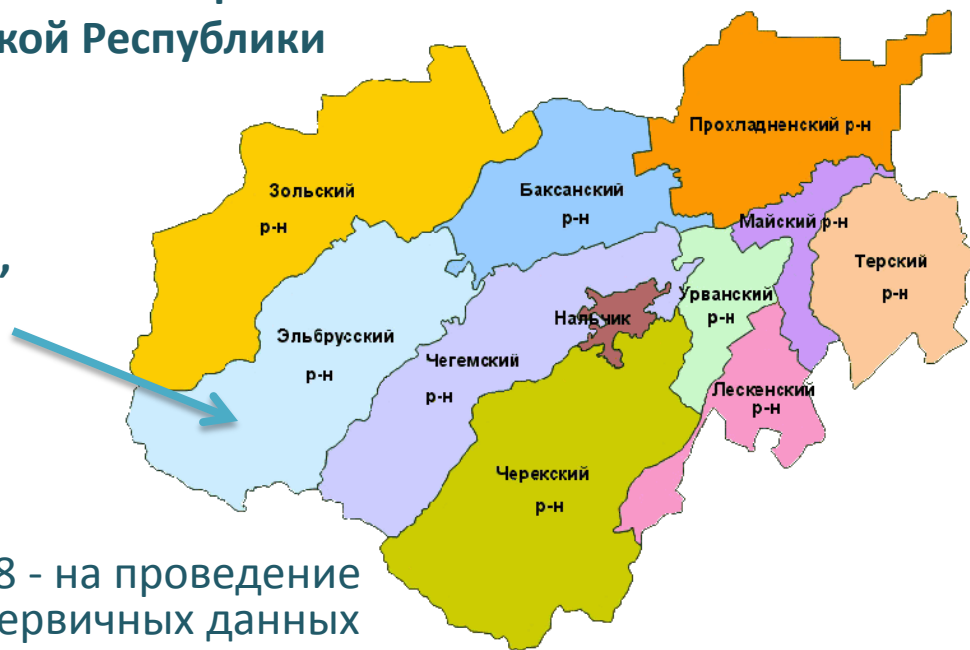 кой Республики
Прохладненский р-н
Зольский
р-н
Баксанский
р-н
Майский р-н
Терский
р-н
,
Урванский
р-н
Нальчик
Эльбрусский
р-н
Чегемский
р-н
Лескенский
р-н
Черекский
р-н
8 - на проведение
ервичных данных